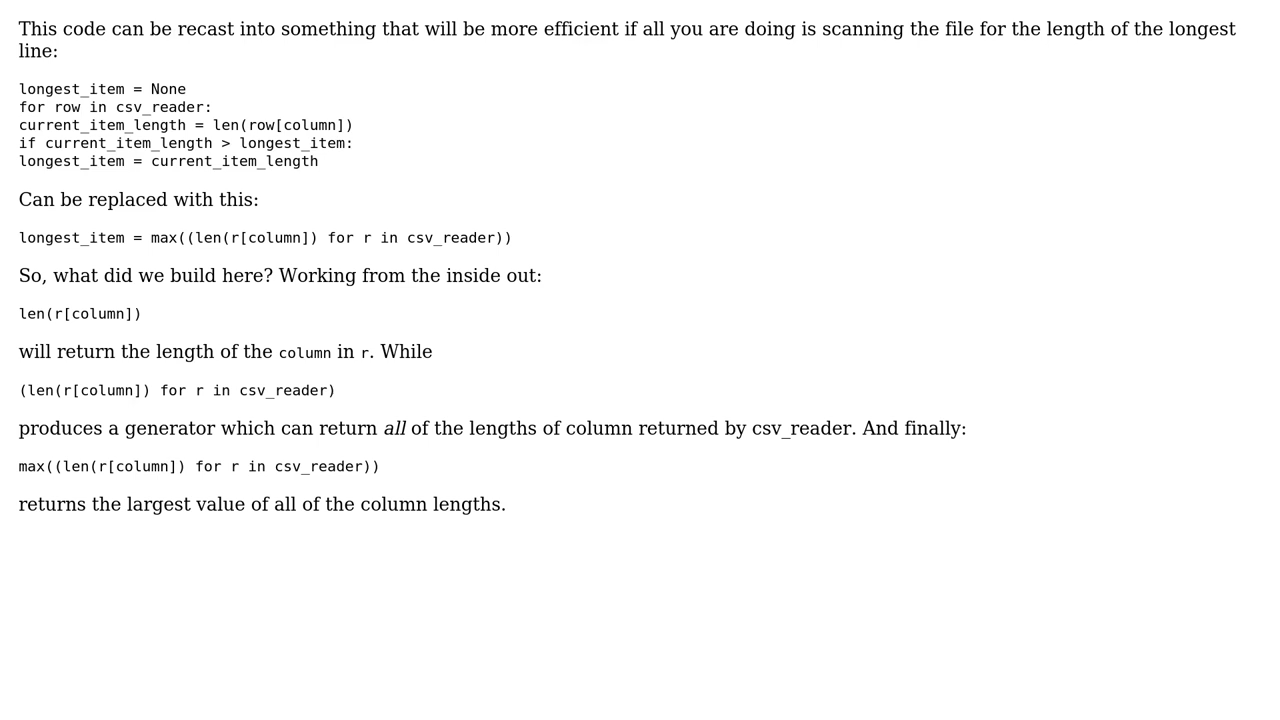 This code can be recast into something that will be more efficient if all you are doing is scanning the file for the length of the longest
line:
longest_item = None
for row in csv_reader:
current_item_length = len(row[column])
if current_item_length > longest_item:
longest_item = current_item_length
Can be replaced with this:
longest_item = max((len(r[column]) for r in csv_reader))
So, what did we build here? Working from the inside out:
len(r[column])
will return the length of the column in r. While
(len(r[column]) for r in csv_reader)
produces a generator which can return all of the lengths of column returned by csv_reader. And finally:
max((len(r[column]) for r in csv_reader))
returns the largest value of all of the column lengths.